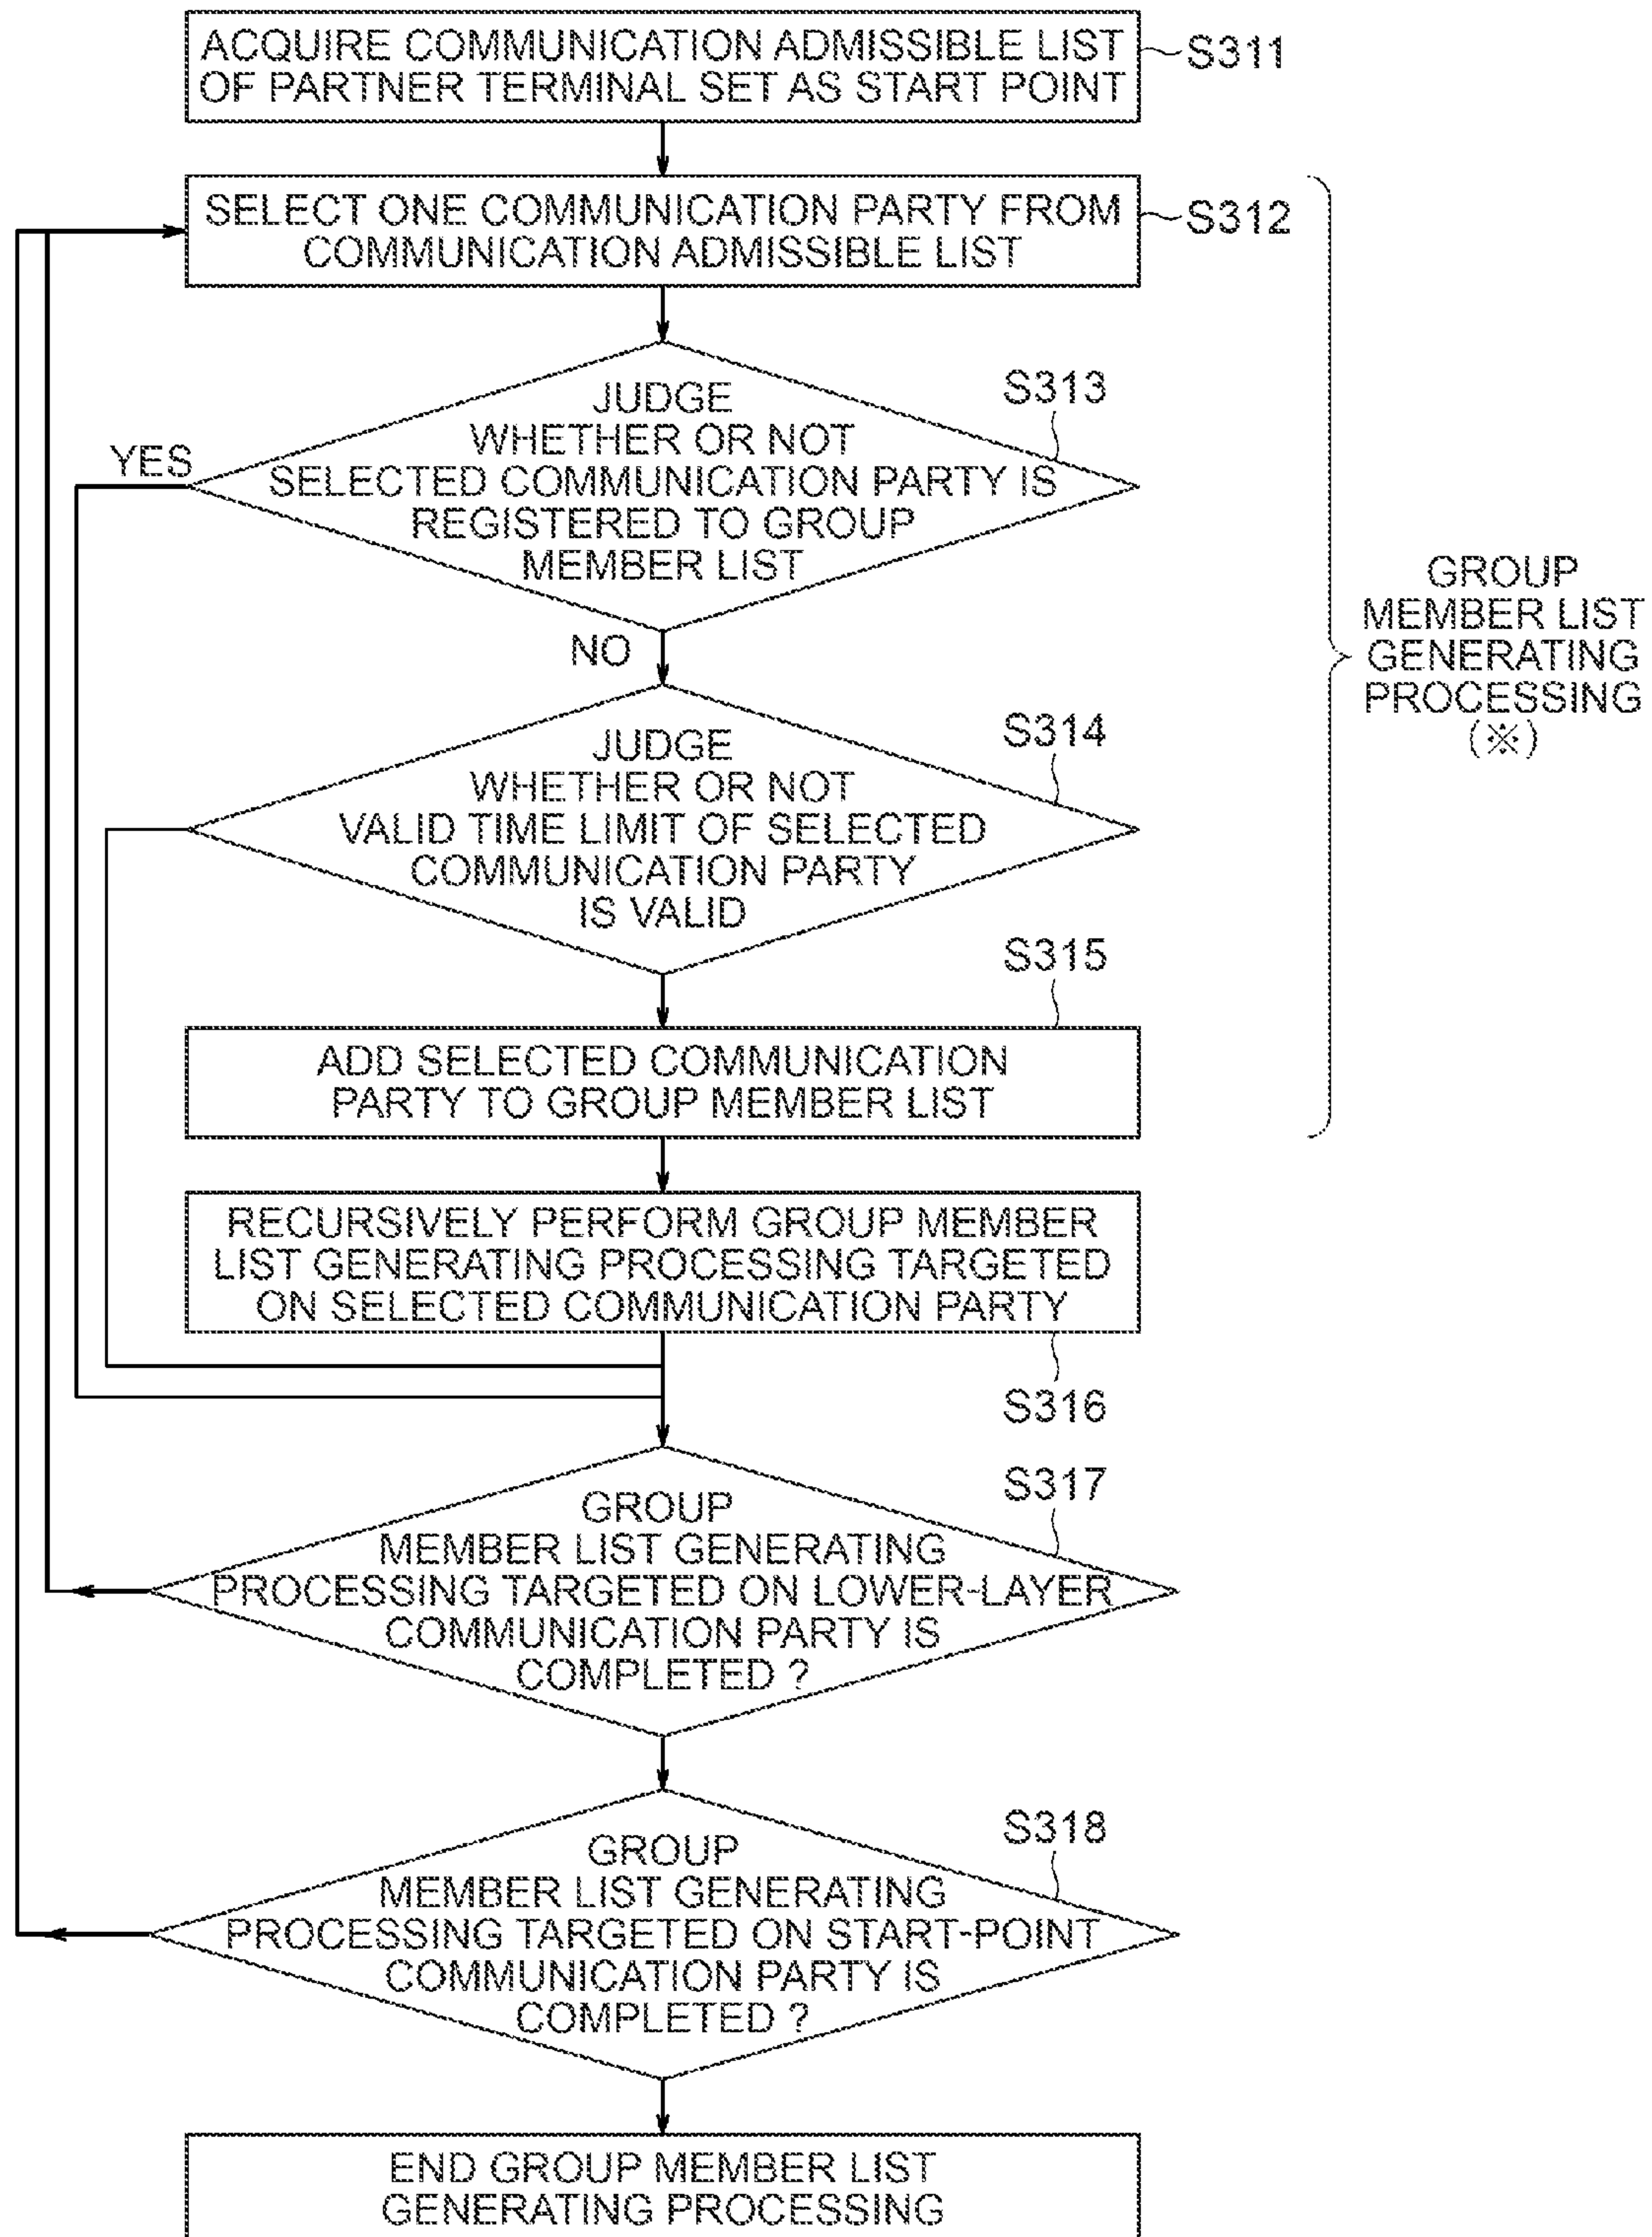 ACQUIRE COMMUNICATION ADMISSIBLE LIST
OF PARTNER TERMINAL SET AS START POINT
S311
SELECT ONE COMMUNICATION PARTY FROM
COMMUNICATION ADMISSIBLE LIST
S312
JUDGE
WHETHER OR NOT
SELECTED COMMUNICATION PARTY IS
REGISTERED TO GROUP
MEMBER LIST
S313
YES
NO
GROUP
MEMBER LIST
GENERATING
PROCESSING
(※)
JUDGE
WHETHER OR NOT
VALID TIME LIMIT OF SELECTED
COMMUNICATION PARTY
IS VALID
S314
S315
ADD SELECTED COMMUNICATION
PARTY TO GROUP MEMBER LIST
RECURSIVELY PERFORM GROUP MEMBER
LIST GENERATING PROCESSING TARGETED
ON SELECTED COMMUNICATION PARTY
S316
GROUP
MEMBER LIST GENERATING
PROCESSING TARGETED ON LOWER-LAYER
COMMUNICATION PARTY IS
COMPLETED ?
S317
GROUP
MEMBER LIST GENERATING
PROCESSING TARGETED ON START-POINT
COMMUNICATION PARTY IS
COMPLETED ?
S318
END GROUP MEMBER LIST
GENERATING PROCESSING